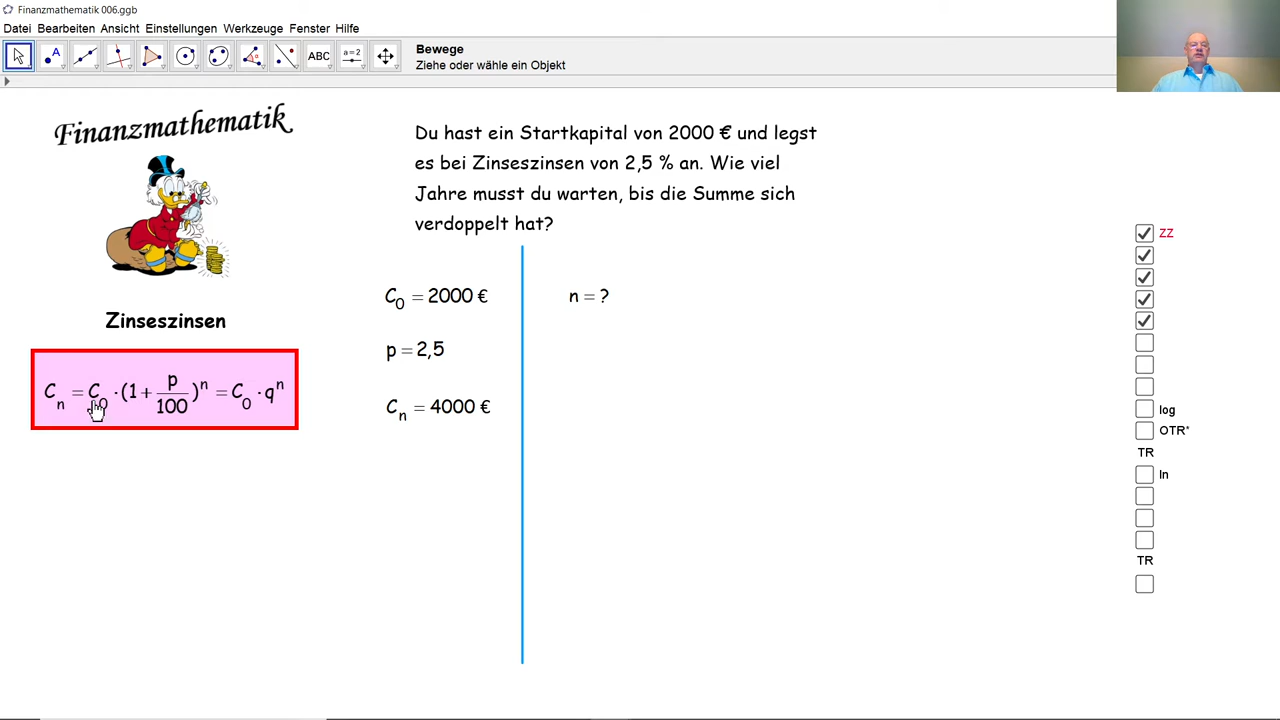 Finanzmathematik 006.ggb
Datei Bearbeiten Ansicht Einstellungen Werkzeuge Fenster Hilfe
A
ABC
a=2
Bewege
Ziehe oder wähle ein Objekt
Finanzmathematik
Du hast ein Startkapital von 2000 € und legst
es bei Zinseszinsen von 2,5 % an. Wie viel
Jahre musst du warten, bis die Summe sich
verdoppelt hat?
Zinseszinsen
Cₙ = C₀ · (1 + p/100)ⁿ = C₀ · qⁿ
C₀ = 2000 €
n = ?
p = 2,5
Cₙ = 4000 €
ZZ
log
OTR*
TR
ln
TR